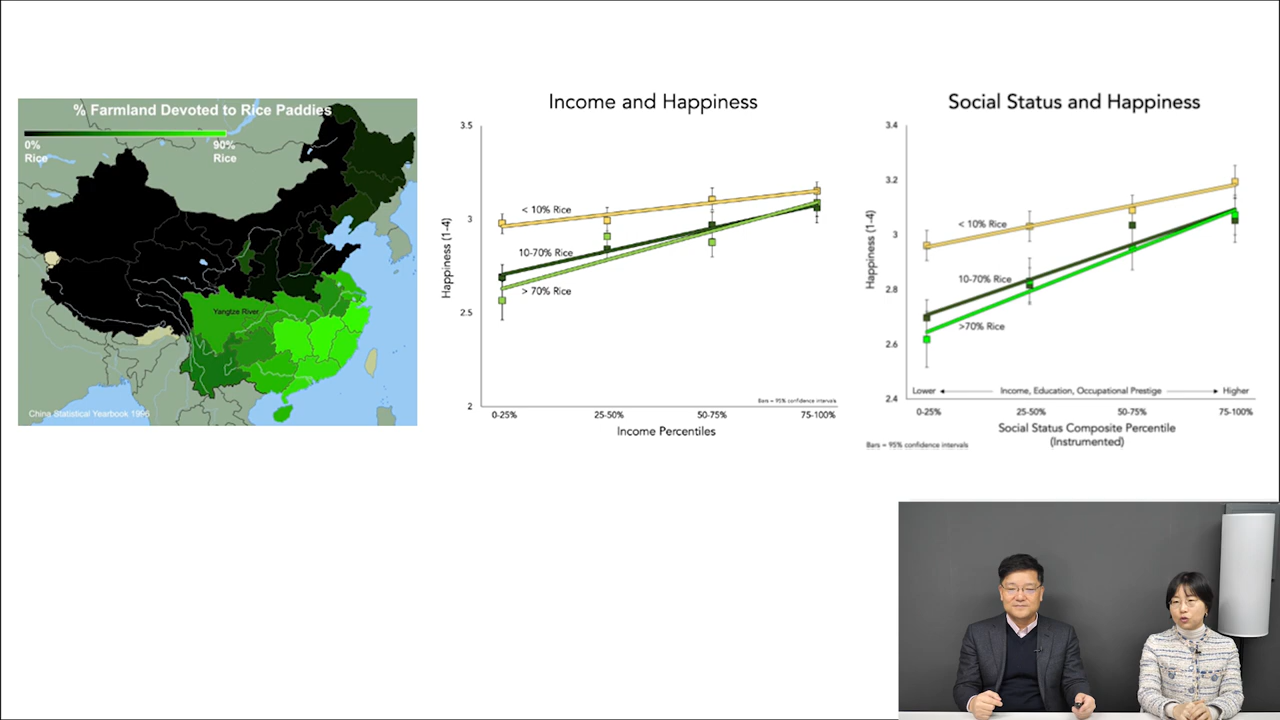 % Farmland Devoted to Rice Paddies
0%
Rice
90%
Rice
Yangtze River
China Statistical Yearbook 1996
Income and Happiness
3.5
3
2.5
2
Happiness (1-4)
< 10% Rice
10-70% Rice
> 70% Rice
Bars = 95% confidence intervals
0-25%
25-50%
50-75%
75-100%
Income Percentiles
Social Status and Happiness
3.4
3.2
3
2.8
2.6
2.4
Happiness (1-4)
< 10% Rice
10-70% Rice
>70% Rice
Lower
Income, Education, Occupational Prestige
Higher
0-25%
25-50%
50-75%
75-100%
Social Status Composite Percentile
(Instrumented)
Bars = 95% confidence intervals